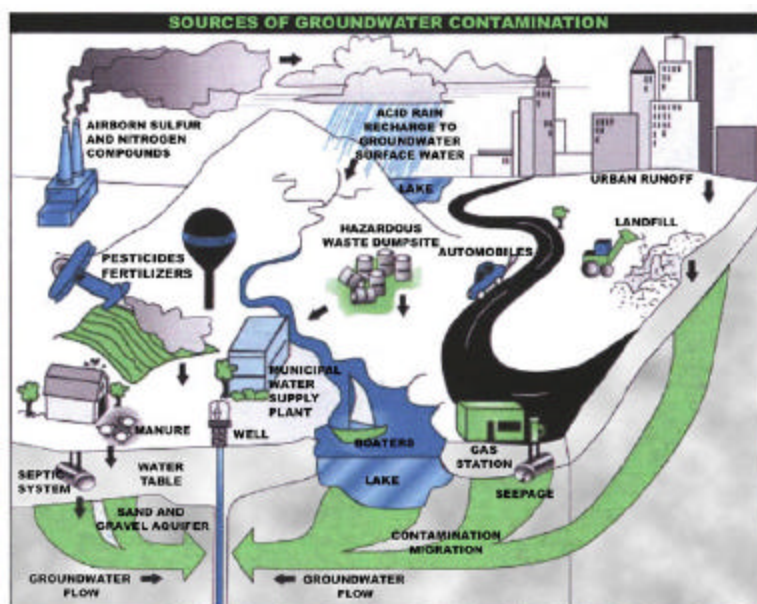 SOURCES OF GROUNDWATER CONTAMINATION
AIRBORN SULFUR
AND NITROGEN
COMPOUNDS
ACID RAIN
RECHARGE TO
GROUNDWATER
SURFACE WATER
LAKE
URBAN RUNOFF
LANDFILL
HAZARDOUS
WASTE DUMPSITE
AUTOMOBILES
PESTICIDES
FERTILIZERS
MUNICIPAL
WATER
SUPPLY
PLANT
MANURE
WELL
BOATERS
GAS
STATION
SEPTIC
SYSTEM
WATER
TABLE
LAKE
SEEPAGE
SAND AND
GRAVEL AQUIFER
CONTAMINATION
MIGRATION
GROUNDWATER
FLOW
GROUNDWATER
FLOW